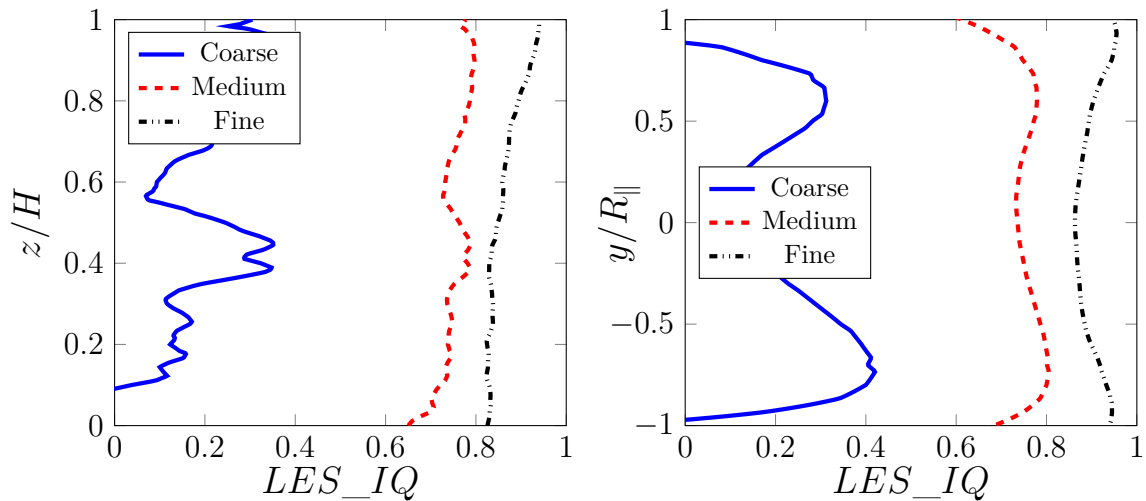 1
0.8
0.6
0.4
0.2
0
z/H
Coarse
Medium
Fine
0 0.2 0.4 0.6 0.8 1
LES_IQ
1
0.5
0
−0.5
−1
y/R∥
Coarse
Medium
Fine
0 0.2 0.4 0.6 0.8 1
LES_IQ